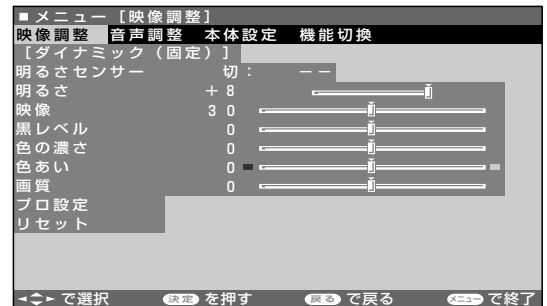 ■メニュー [映像調整]
映像調整 音声調整 本体設定 機能切換
[ダイナミック(固定)]
明るさセンサー 切: −−
明るさ +8
映像 30
黒レベル 0
色の濃さ 0
色あい 0
画質 0
プロ設定
リセット
で選択 決定 を押す 戻る で戻る メニュー で終了